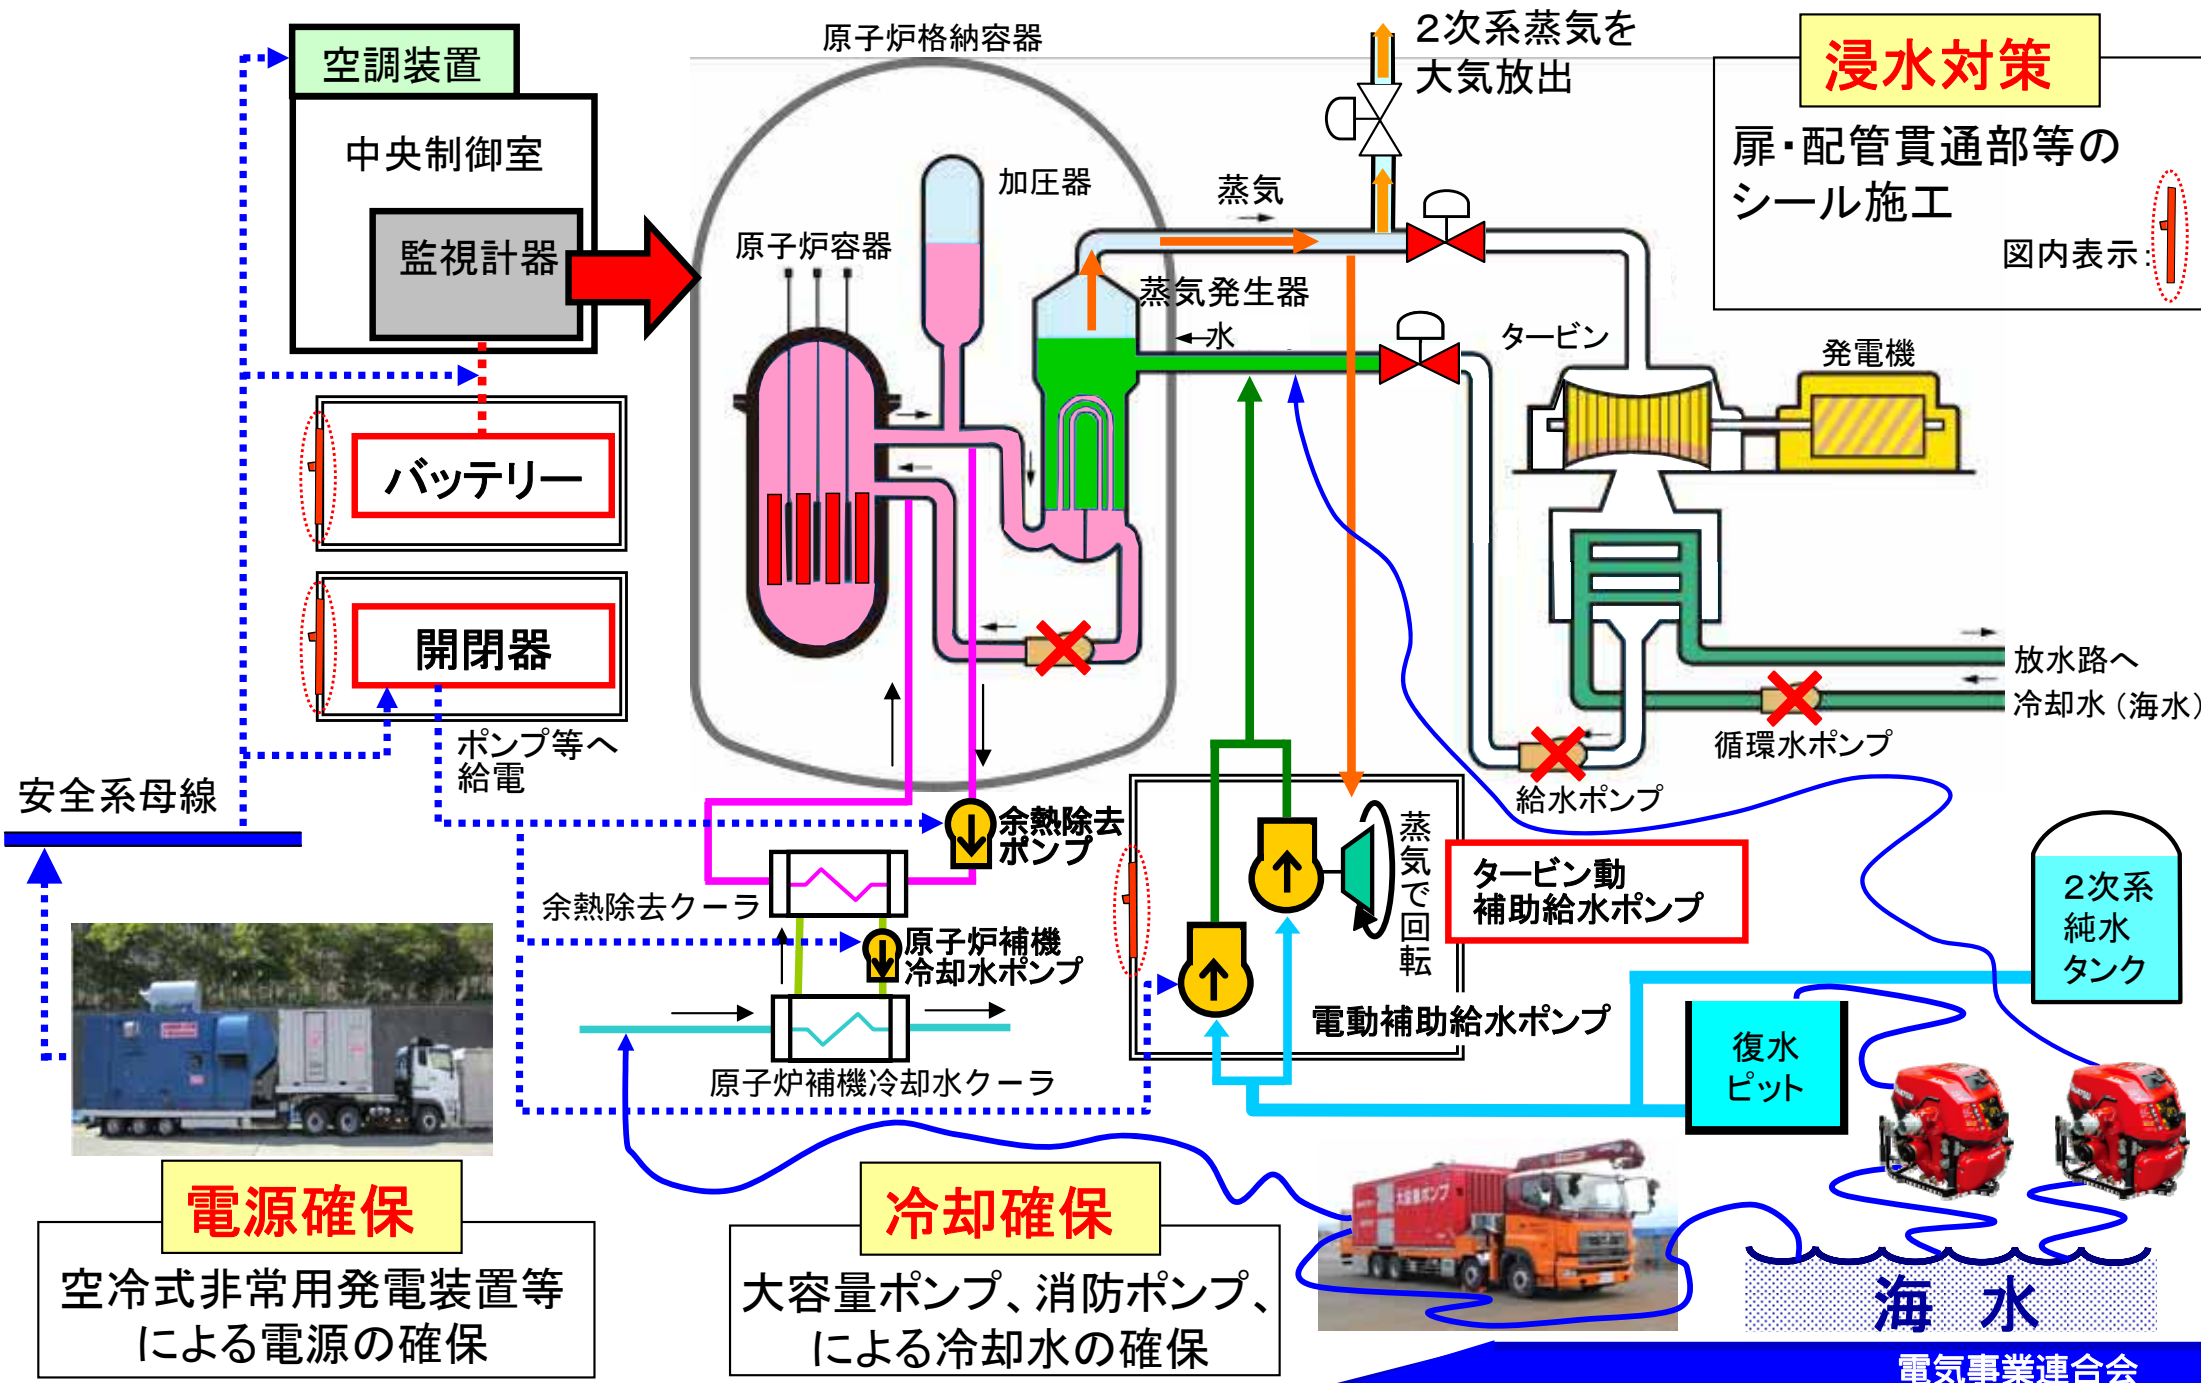 空調装置
中央制御室
監視計器
バッテリー
開閉器
ポンプ等へ
給電
安全系母線
原子炉格納容器
加圧器
原子炉容器
蒸気発生器
蒸気
水
2次系蒸気を
大気放出
浸水対策
扉・配管貫通部等の
シール施工
図内表示:
タービン
発電機
放水路へ
冷却水(海水)
循環水ポンプ
給水ポンプ
余熱除去
ポンプ
余熱除去クーラ
原子炉補機
冷却水ポンプ
原子炉補機冷却水クーラ
蒸気で回転
タービン動
補助給水ポンプ
電動補助給水ポンプ
2次系
純水
タンク
復水
ピット
大容量ポンプ
海水
電源確保
空冷式非常用発電装置等
による電源の確保
冷却確保
大容量ポンプ、消防ポンプ、
による冷却水の確保
電気事業連合会